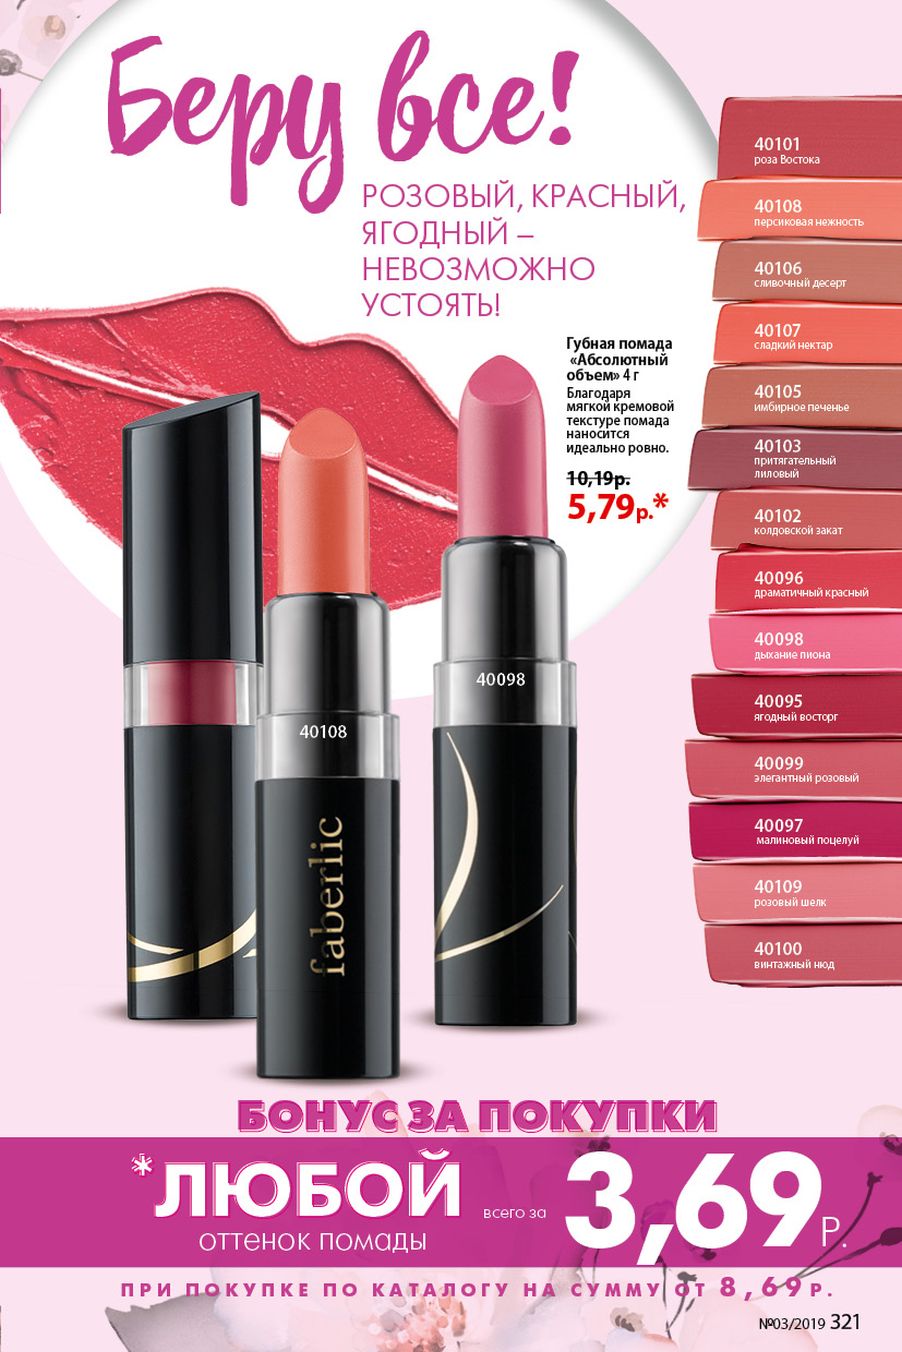 Беру все!
РОЗОВЫЙ, КРАСНЫЙ,
ЯГОДНЫЙ –
НЕВОЗМОЖНО
УСТОЯТЬ!
Губная помада
«Абсолютный
объем» 4 г
Благодаря
мягкой кремовой
текстуре помада
наносится
идеально ровно.
10,19р.
5,79р.*
40101
роза Востока
40108
персиковая нежность
40106
сливочный десерт
40107
сладкий нектар
40105
имбирное печенье
40103
притягательный
лиловый
40102
колдовской закат
40096
драматичный красный
40098
дыхание пиона
40095
ягодный восторг
40099
элегантный розовый
40097
малиновый поцелуй
40109
розовый шелк
40100
винтажный нюд
40098
40108
faberlic
БОНУС ЗА ПОКУПКИ
*ЛЮБОЙ
оттенок помады
всего за
3,69 Р.
ПРИ ПОКУПКЕ ПО КАТАЛОГУ НА СУММУ ОТ 8,69 Р.
№03/2019 321